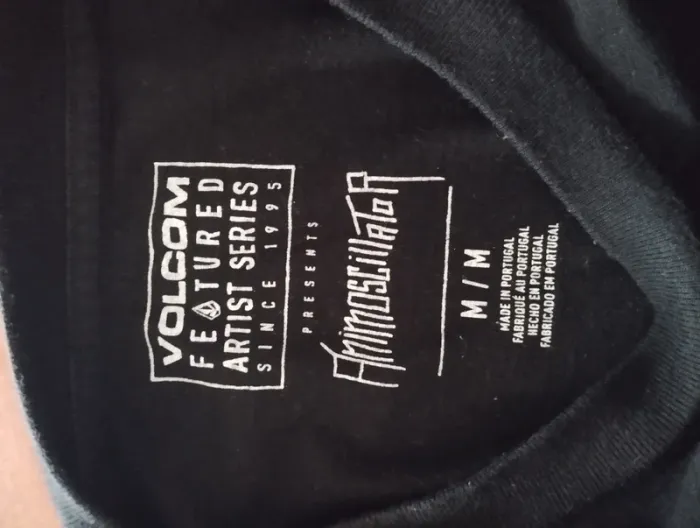 VOLCOM
FEATURED
ARTIST SERIES
SINCE 1995
PRESENTS
ANIMOSCILLATOR
M / M
MADE IN PORTUGAL
FABRIQUÉ AU PORTUGAL
HECHO EN PORTUGAL
FABRICADO EM PORTUGAL